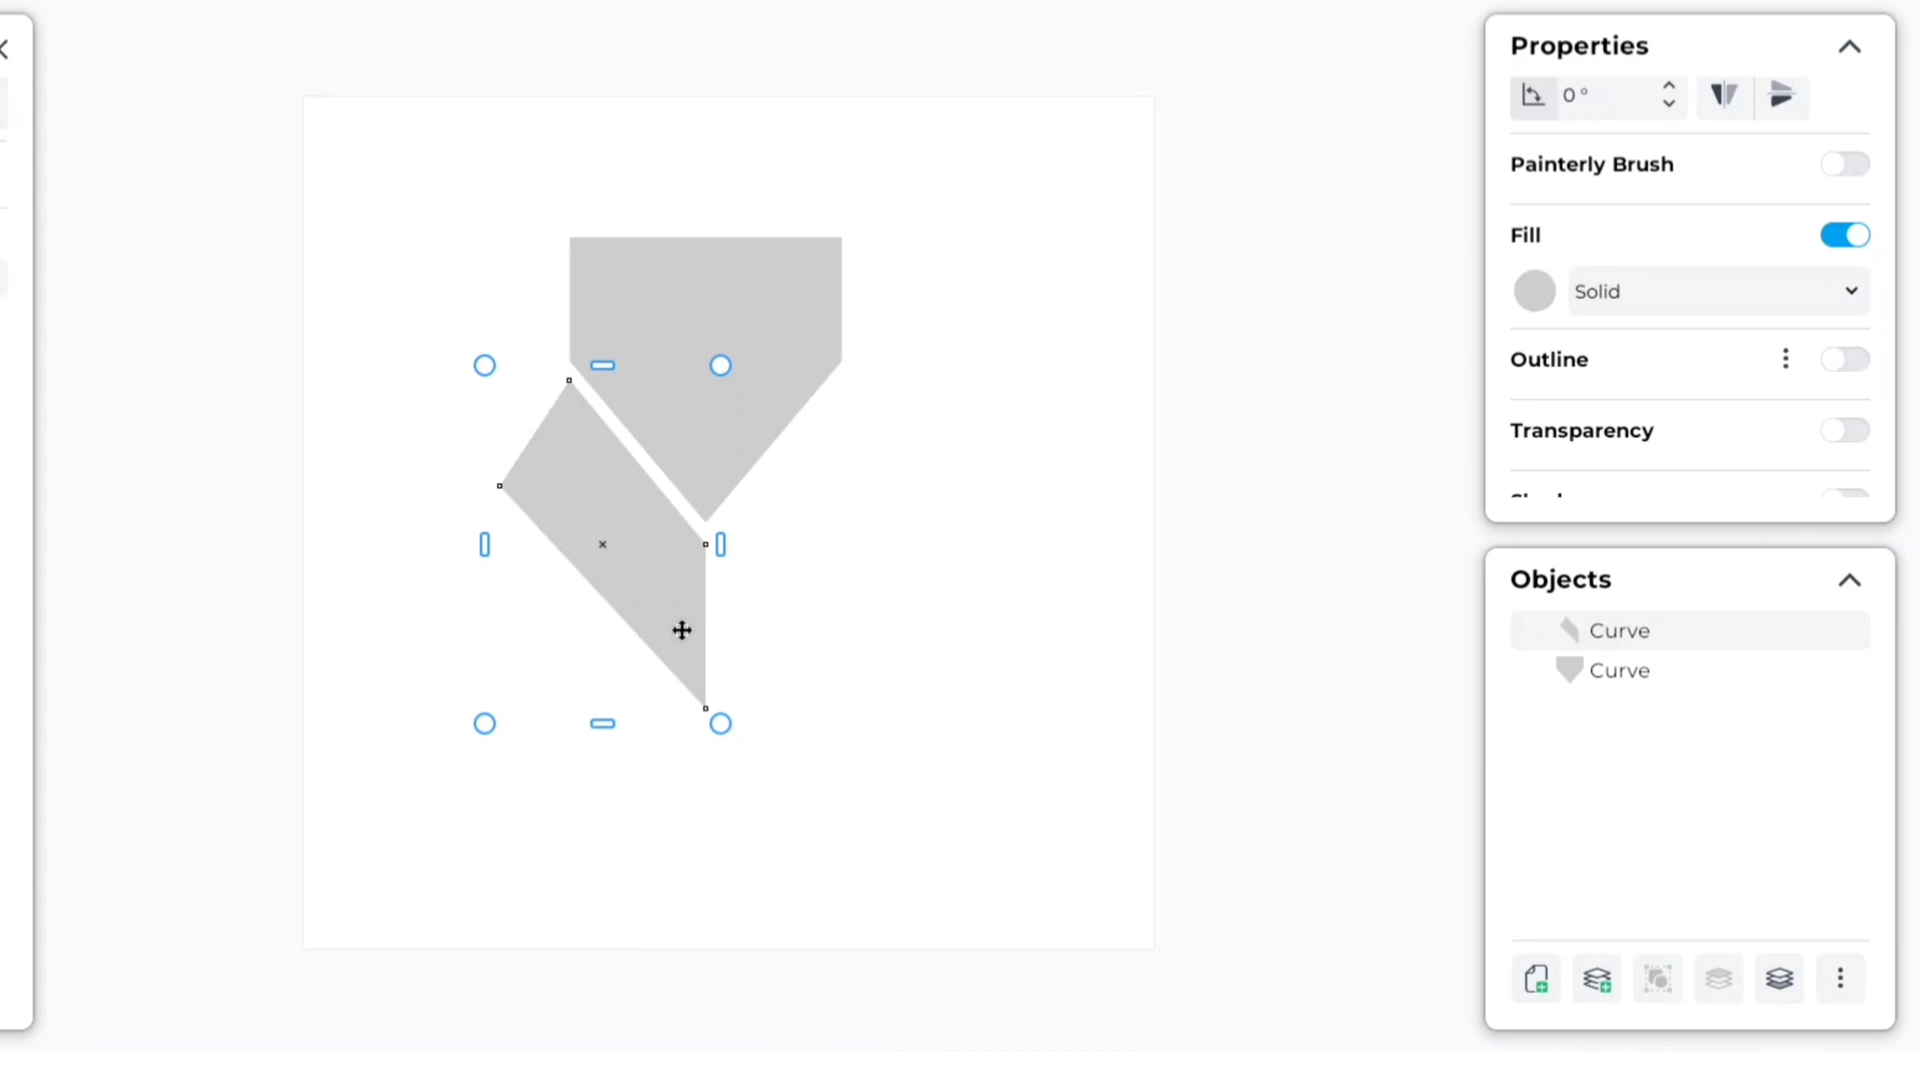 Properties
0 °
Painterly Brush
Fill
Solid
Outline
Transparency
Objects
Curve
Curve